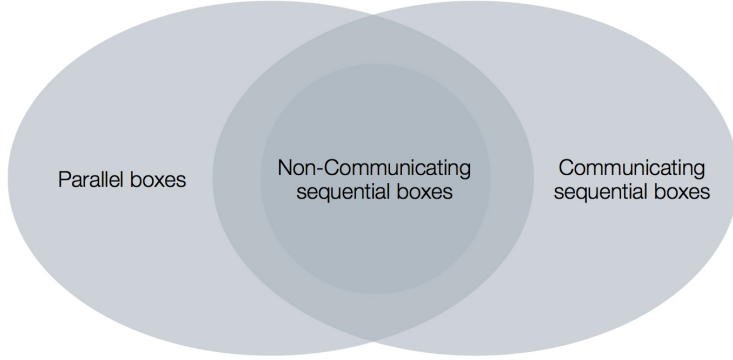 Parallel boxes
Non-Communicating
sequential boxes
Communicating
sequential boxes